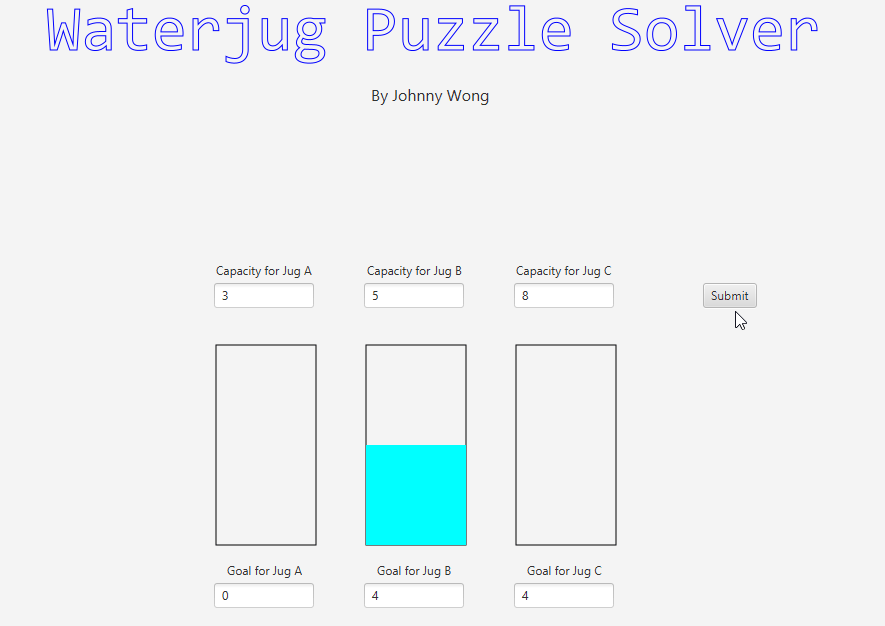 Waterjug Puzzle Solver
By Johnny Wong
Capacity for Jug A Capacity for Jug B Capacity for Jug C
3 5 8 Submit
Goal for Jug A Goal for Jug B Goal for Jug C
0 4 4